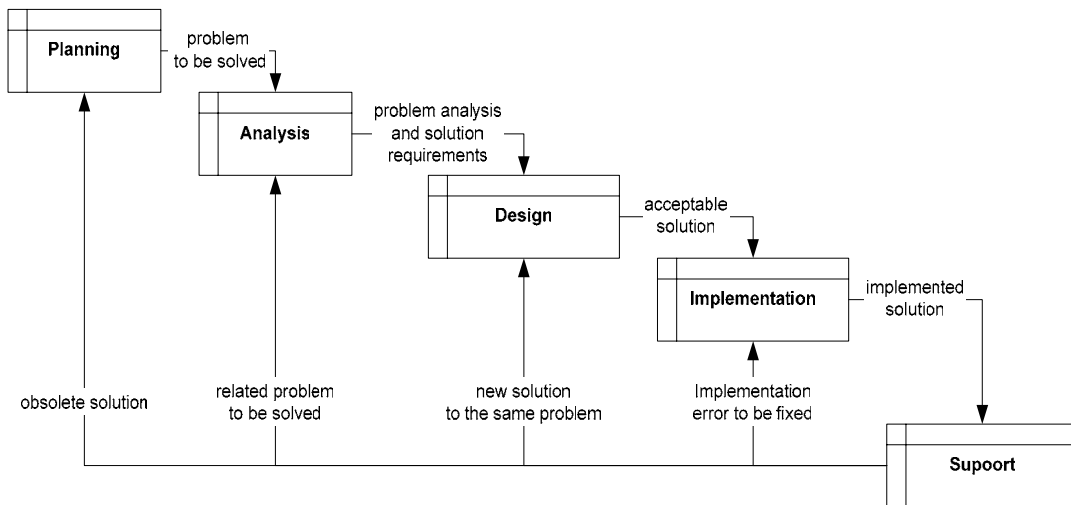 Planning
problem
to be solved
Analysis
problem analysis
and solution
requirements
Design
acceptable
solution
Implementation
implemented
solution
obsolete solution
related problem
to be solved
new solution
to the same problem
Implementation
error to be fixed
Supoort